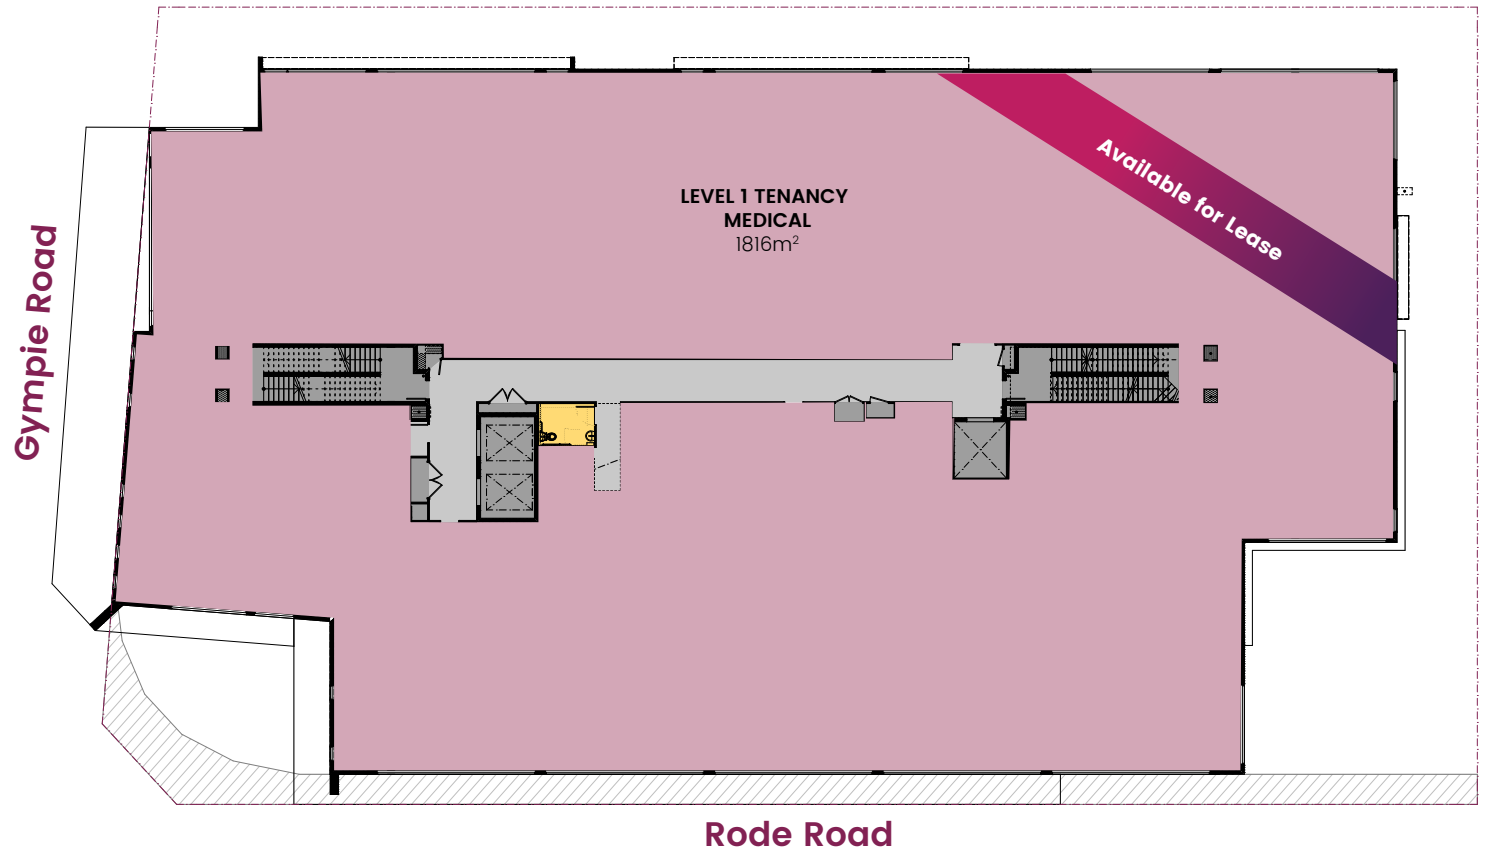 LEVEL 1 TENANCY
MEDICAL
1816m²
Available for Lease
Gympie Road
Rode Road